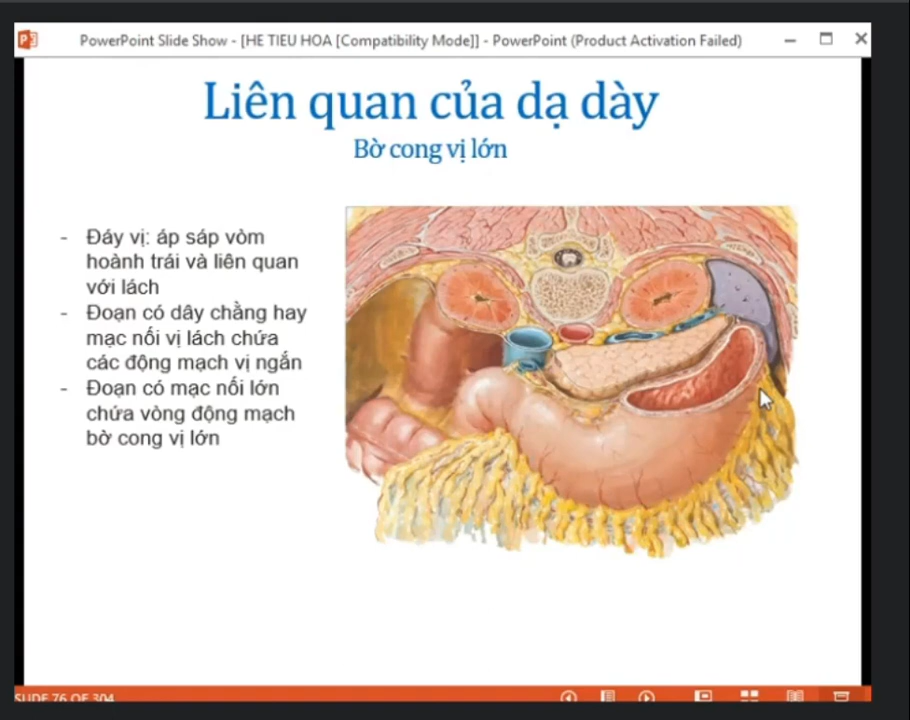 PowerPoint Slide Show - [HE TIEU HOA [Compatibility Mode]] - PowerPoint (Product Activation Failed)
Liên quan của dạ dày
Bờ cong vị lớn
- Đáy vị: áp sáp vòm
hoành trái và liên quan
với lách
- Đoạn có dây chằng hay
mạc nối vị lách chứa
các động mạch vị ngắn
- Đoạn có mạc nối lớn
chứa vòng động mạch
bờ cong vị lớn
SLIDE 76 OF 304